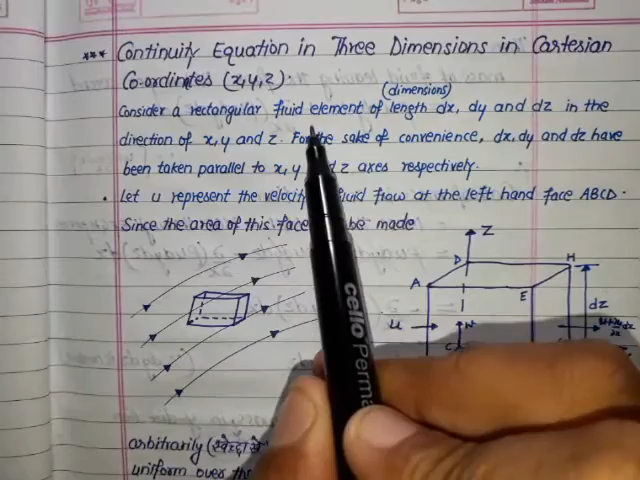 *** Continuity Equation in Three Dimensions in Cartesian
Co-ordinates (x,y,z).
(dimensions)
Consider a rectangular fluid element of length dx, dy and dz in the
direction of x, y and z. For the sake of convenience, dx, dy and dz have
been taken parallel to x, y d z axes respectively.
• Let u represent the velocity fluid flow at the left hand face ABCD.
Since the area of this face be made
Z
D
H
A
E
dz
u
arbitrarily
uniform over the
cello
Perma